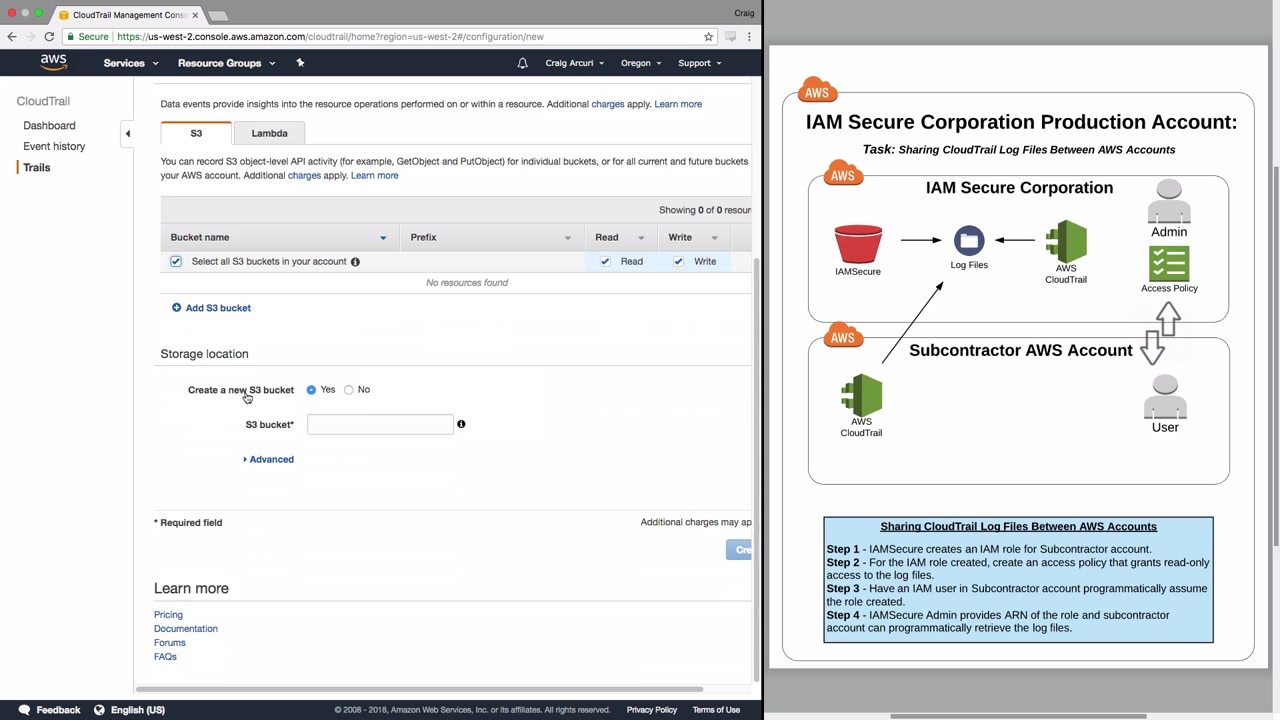 CloudTrail Management Conso
Craig
Secure
https://us-west-2.console.aws.amazon.com/cloudtrail/home?region=us-west-2#/configuration/new
aws
Services
Resource Groups
Craig Arcurl
Oregon
Support
CloudTrail
Dashboard
Event history
Trails
Data events provide insights into the resource operations performed on or within a resource. Additional charges apply. Learn more
S3
Lambda
You can record S3 object-level API activity (for example, GetObject and PutObject) for individual buckets, or for all current and future buckets
your AWS account. Additional charges apply. Learn more
Showing 0 of 0 resour
Bucket name
Prefix
Read
Write
Select all S3 buckets in your account
Read
Write
No resources found
Add S3 bucket
Storage location
Create a new S3 bucket
Yes
No
S3 bucket*
Advanced
* Required field
Additional charges may ap
Cre
Learn more
Pricing
Documentation
Forums
FAQs
Feedback
English (US)
© 2008 - 2018, Amazon Web Services, Inc. or its affiliates. All rights reserved.
Privacy Policy
Terms of Use
AWS
IAM Secure Corporation Production Account:
Task: Sharing CloudTrail Log Files Between AWS Accounts
AWS
IAM Secure Corporation
IAMSecure
Log Files
AWS
CloudTrail
Admin
Access Policy
AWS
Subcontractor AWS Account
AWS
CloudTrail
User
Sharing CloudTrail Log Files Between AWS Accounts
Step 1 - IAMSecure creates an IAM role for Subcontractor account.
Step 2 - For the IAM role created, create an access policy that grants read-only
access to the log files.
Step 3 - Have an IAM user in Subcontractor account programmatically assume
the role created.
Step 4 - IAMSecure Admin provides ARN of the role and subcontractor
account can programmatically retrieve the log files.